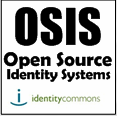 OSIS
Open Source
Identity Systems
identitycommons